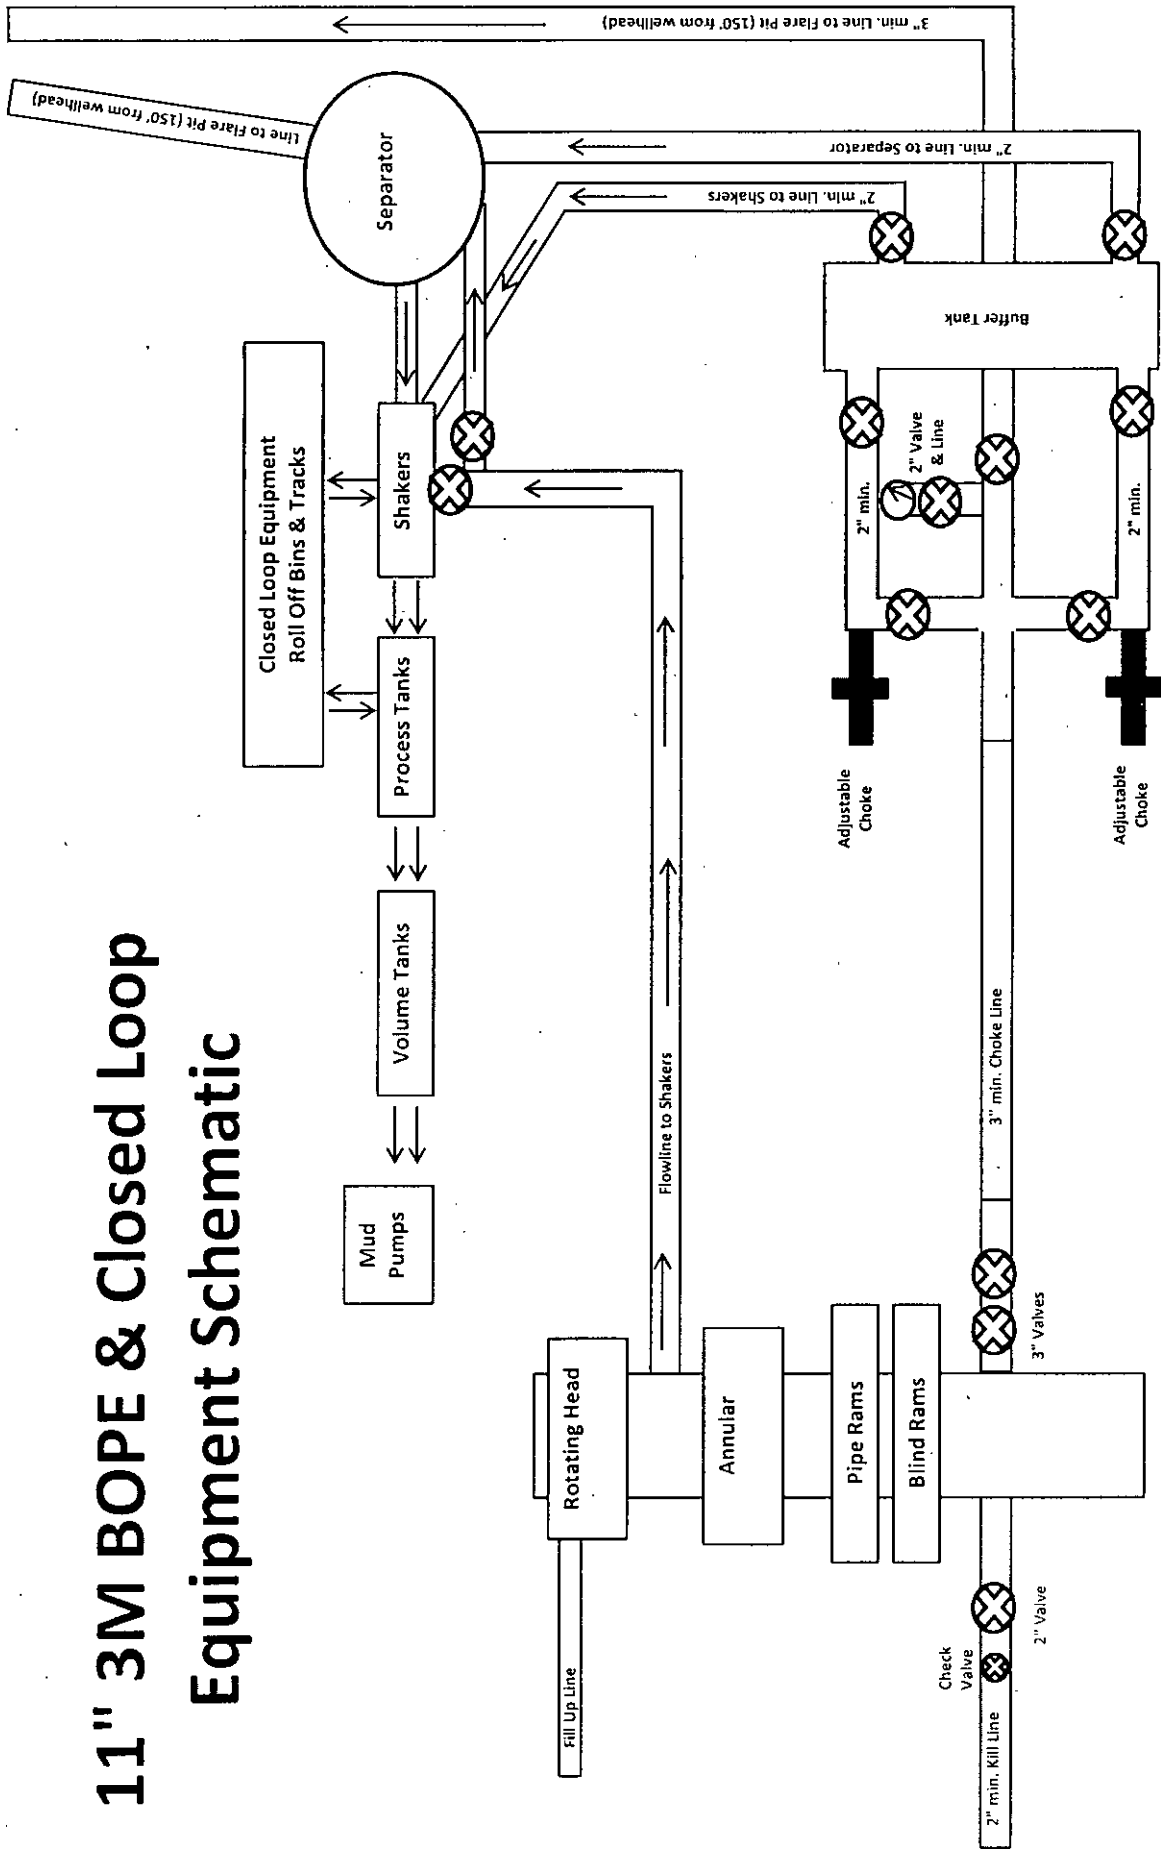 11" 3M BOPE & Closed Loop
Equipment Schematic
Closed Loop Equipment
Roll Off Bins & Tracks
Mud
Pumps
Volume Tanks
Process Tanks
Shakers
Separator
Line to Flare Pit (150' from wellhead)
3" min. Line to Flare Pit (150' from wellhead)
Fill Up Line
Rotating Head
Flowline to Shakers
Annular
Pipe Rams
Blind Rams
2" min. Line to Shakers
2" min. Line to Separator
Adjustable
Choke
2" min.
2" Valve
& Line
Buffer Tank
Check
Valve
2" min. Kill Line
2" Valve
3" Valves
3" min. Choke Line
Adjustable
Choke
2" min.